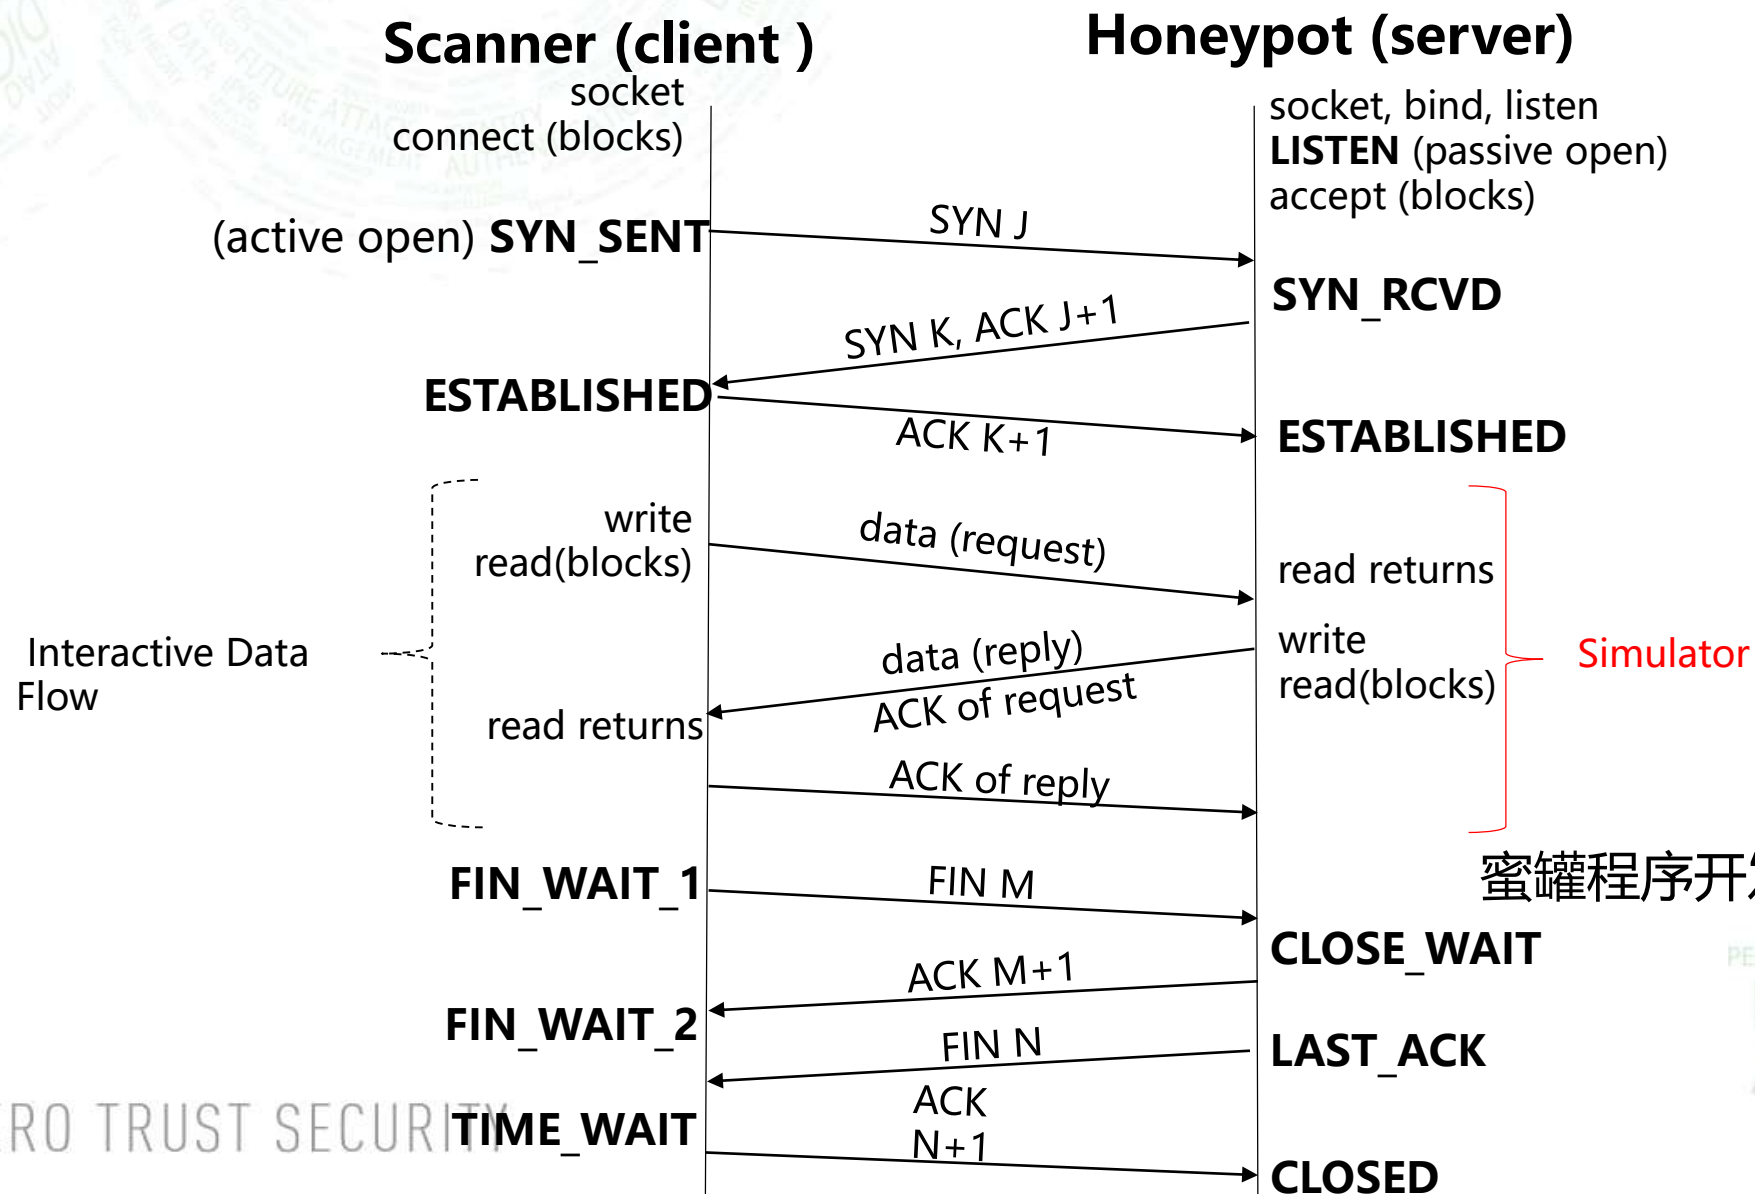 Scanner (client )
Honeypot (server)
socket
connect (blocks)
socket, bind, listen
LISTEN (passive open)
accept (blocks)
(active open) SYN_SENT
SYN J
SYN_RCVD
SYN K, ACK J+1
ESTABLISHED
ACK K+1
ESTABLISHED
write
read(blocks)
data (request)
read returns
Interactive Data
Flow
data (reply)
ACK of request
write
read(blocks)
Simulator
read returns
ACK of reply
蜜罐程序开
FIN_WAIT_1
FIN M
CLOSE_WAIT
ACK M+1
FIN_WAIT_2
FIN N
LAST_ACK
ACK
N+1
RO TRUST SECURITY
TIME_WAIT
CLOSED